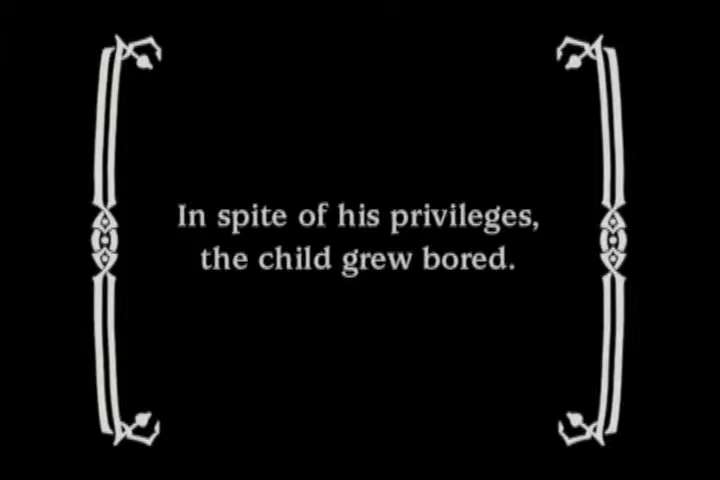 In spite of his privileges,
the child grew bored.